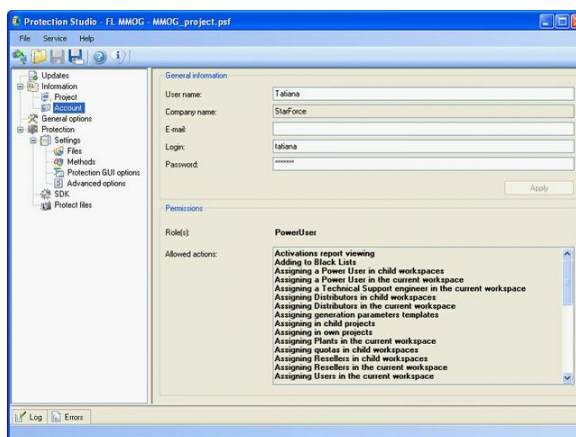 Protection Studio - FL MMOG - MMOG_project.psf
File Service Help
Updates
Information
Project
Account
General options
Protection
Settings
Files
Methods
Protection GUI options
Advanced options
SDK
Protect files
General information
User name: Tatiana
Company name: StarForce
E-mail:
Login: tatiana
Password: *******
Apply
Permissions
Role(s): PowerUser
Allowed actions:
Activations report viewing
Adding to Black Lists
Assigning a Power User in child workspaces
Assigning a Power User in the current workspace
Assigning a Technical Support engineer in the current workspace
Assigning Distributors in child workspaces
Assigning Distributors in the current workspace
Assigning generation parameters templates
Assigning in child projects
Assigning in own projects
Assigning Plants in the current workspace
Assigning quotas in child workspaces
Assigning Resellers in child workspaces
Assigning Resellers in the current workspace
Assigning Users in the current workspace
Log Errors